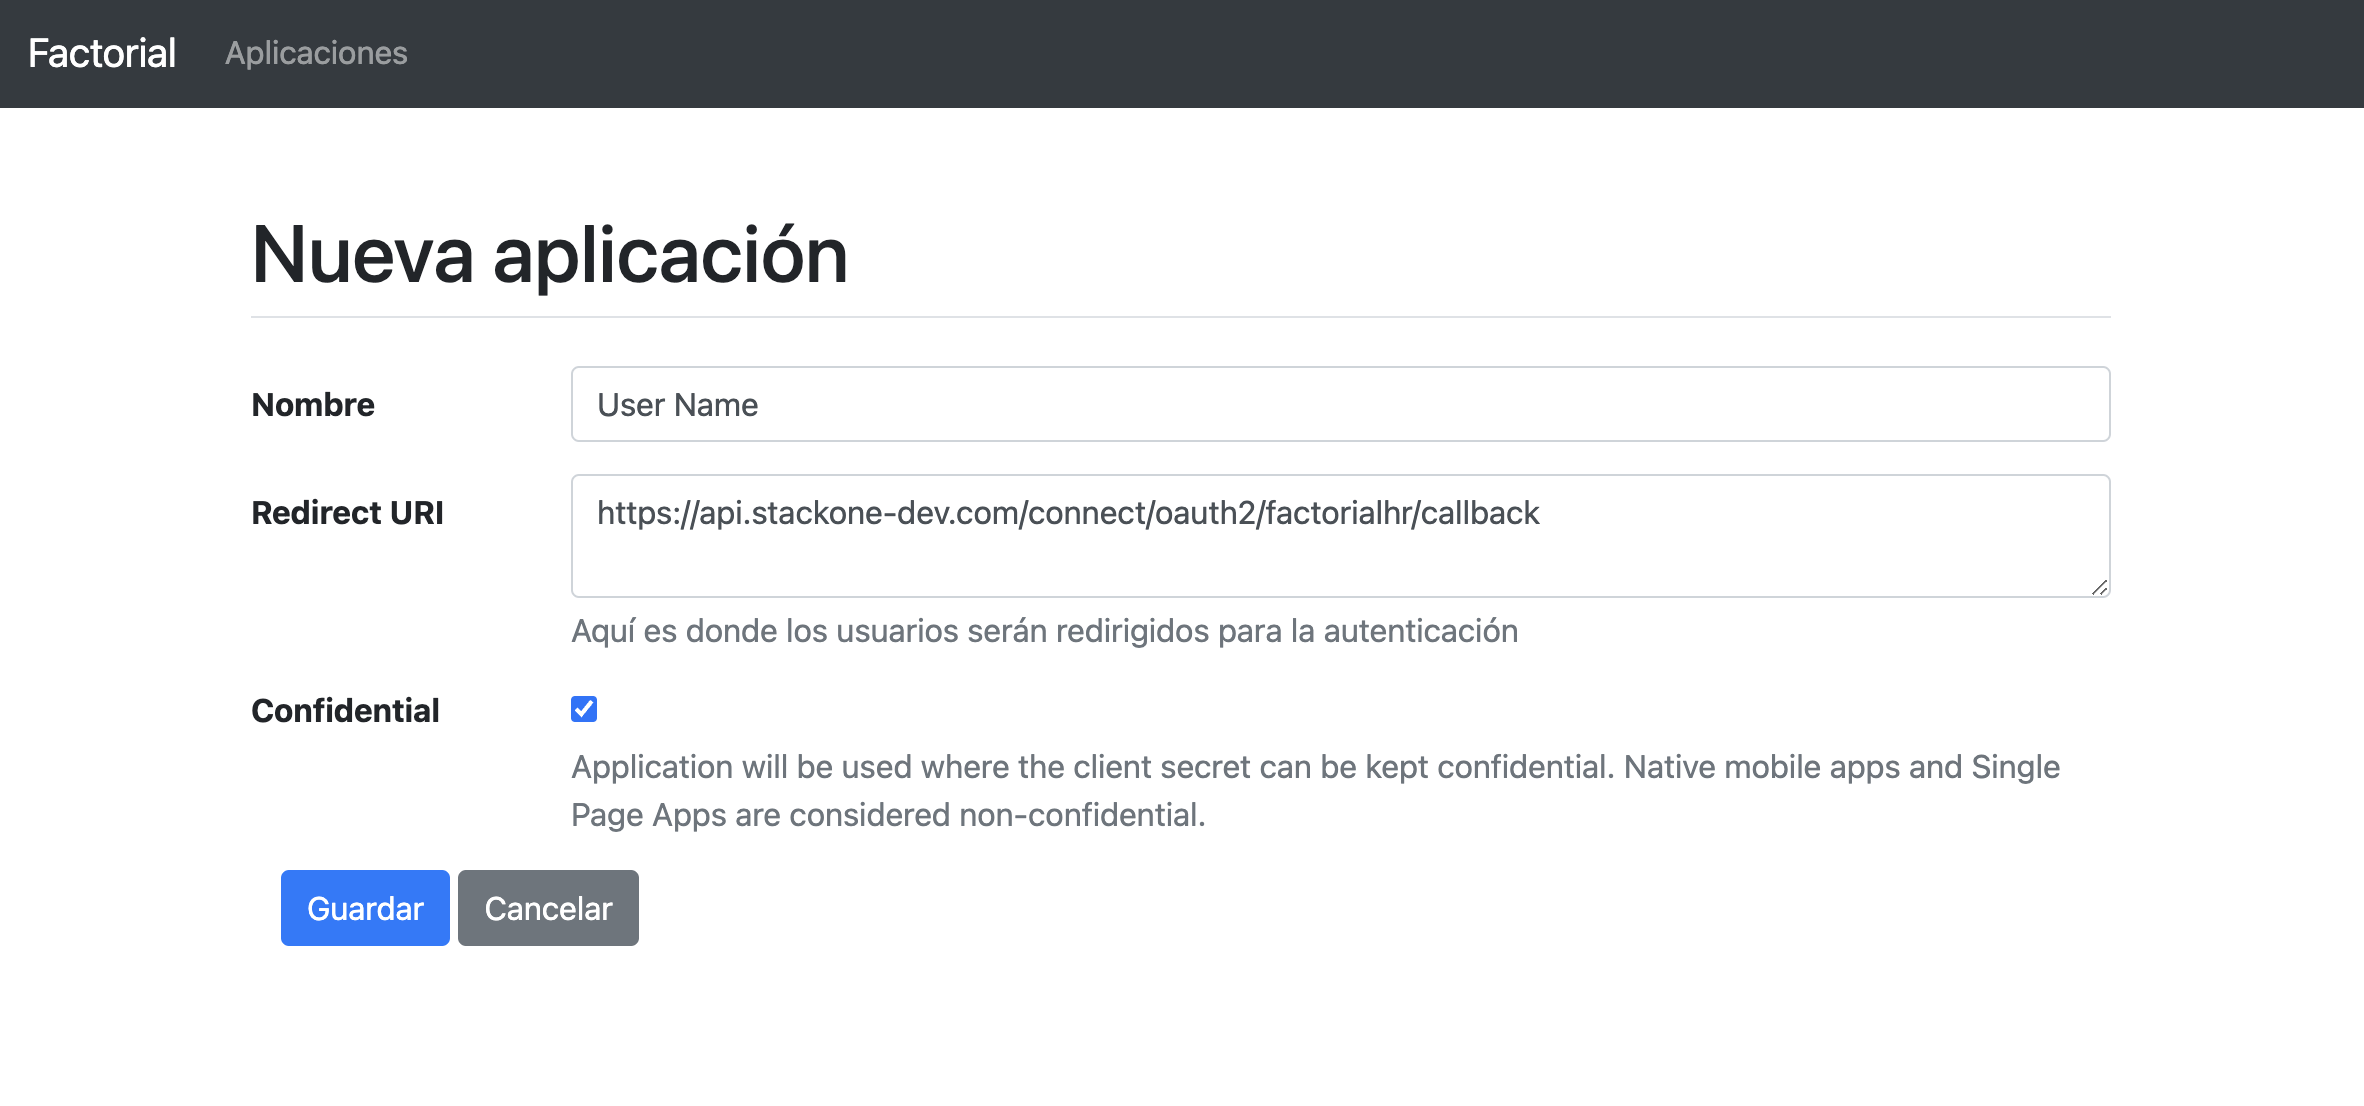 Factorial Aplicaciones
Nueva aplicación
Nombre User Name
Redirect URI https://api.stackone-dev.com/connect/oauth2/factorialhr/callback
Aquí es donde los usuarios serán redirigidos para la autenticación
Confidential
Application will be used where the client secret can be kept confidential. Native mobile apps and Single
Page Apps are considered non-confidential.
Guardar Cancelar